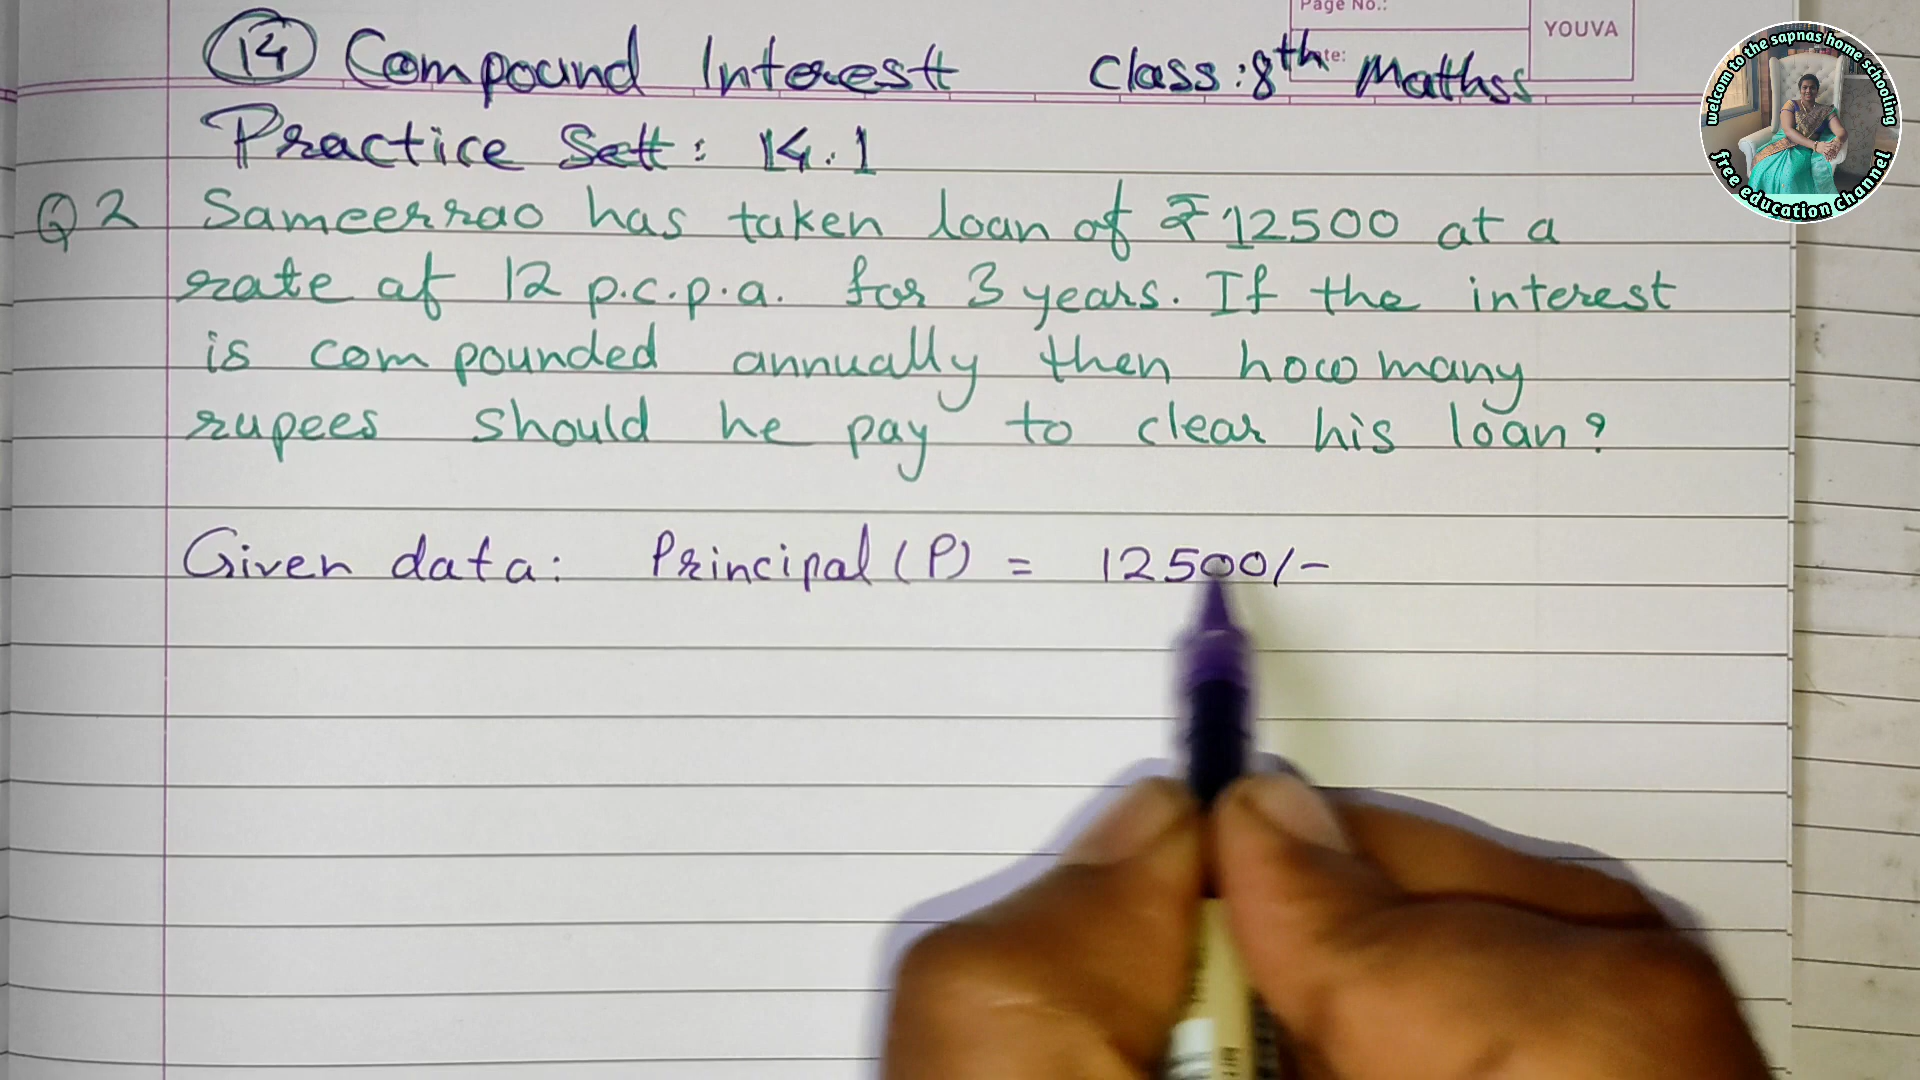 Page No.:
YOUVA
Date:
14 Compound Interest Class: 8th Mathss
Practice Set: 14.1
Q2 Sameerrao has taken loan of ₹12500 at a
rate of 12 p.c.p.a. for 3 years. If the interest
is compounded annually then how many
rupees should he pay to clear his loan?
Given data: Principal (P) = 12500/-
welcom to the sapnas home schooling
free education channel